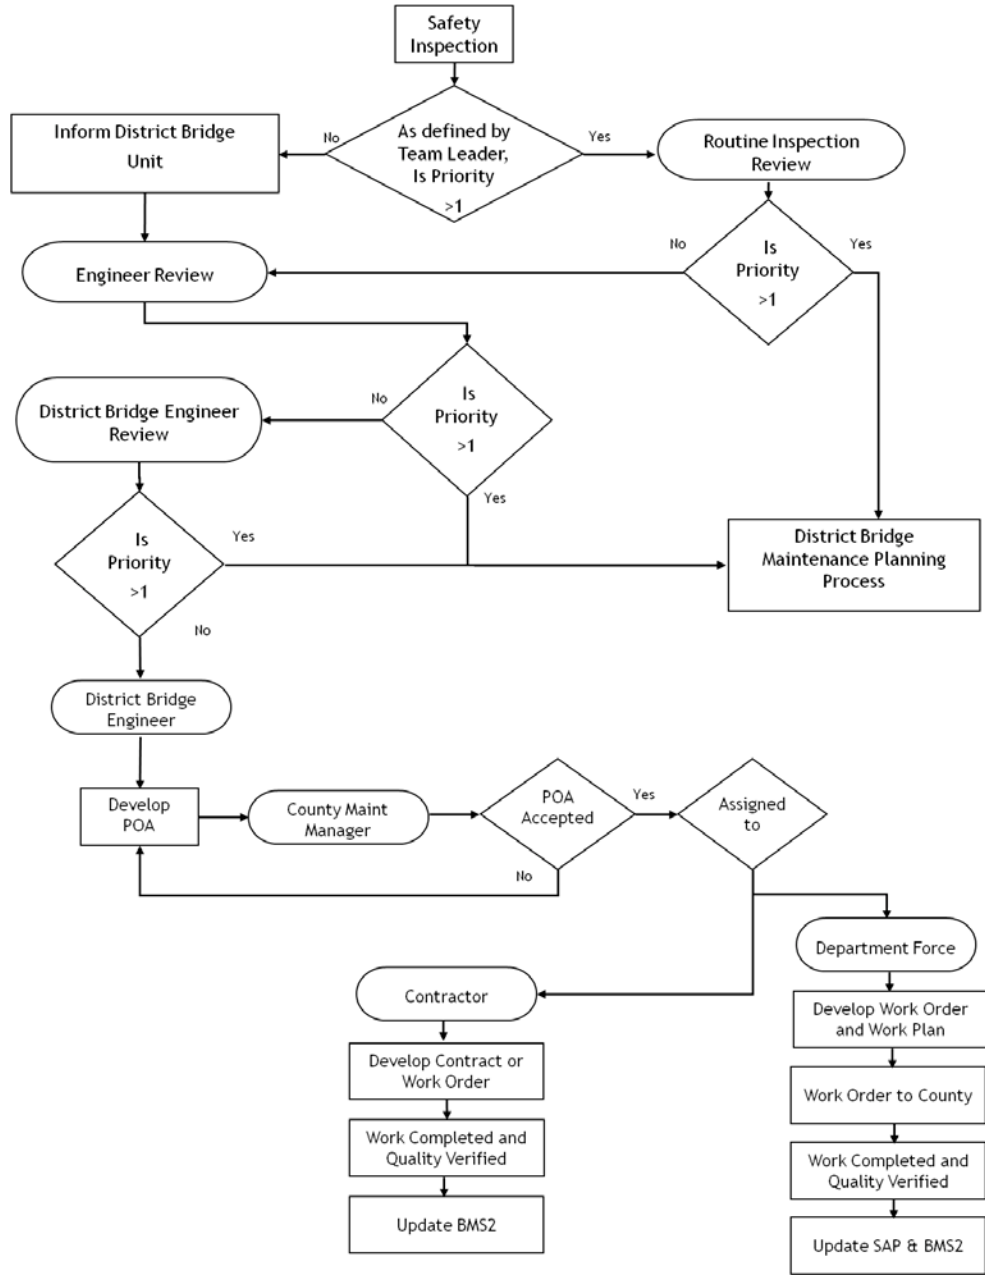 Safety
Inspection
No
As defined by
Team Leader,
Is Priority
>1
Yes
Inform District Bridge
Unit
Routine Inspection
Review
No
Is
Priority
>1
Yes
Engineer Review
No
Is
Priority
>1
Yes
District Bridge Engineer
Review
Is
Priority
>1
Yes
No
District Bridge
Maintenance Planning
Process
District Bridge
Engineer
Develop
POA
County Maint
Manager
POA
Accepted
Yes
No
Assigned
to
Contractor
Develop Contract or
Work Order
Work Completed and
Quality Verified
Update BMS2
Department Force
Develop Work Order
and Work Plan
Work Order to County
Work Completed and
Quality Verified
Update SAP & BMS2